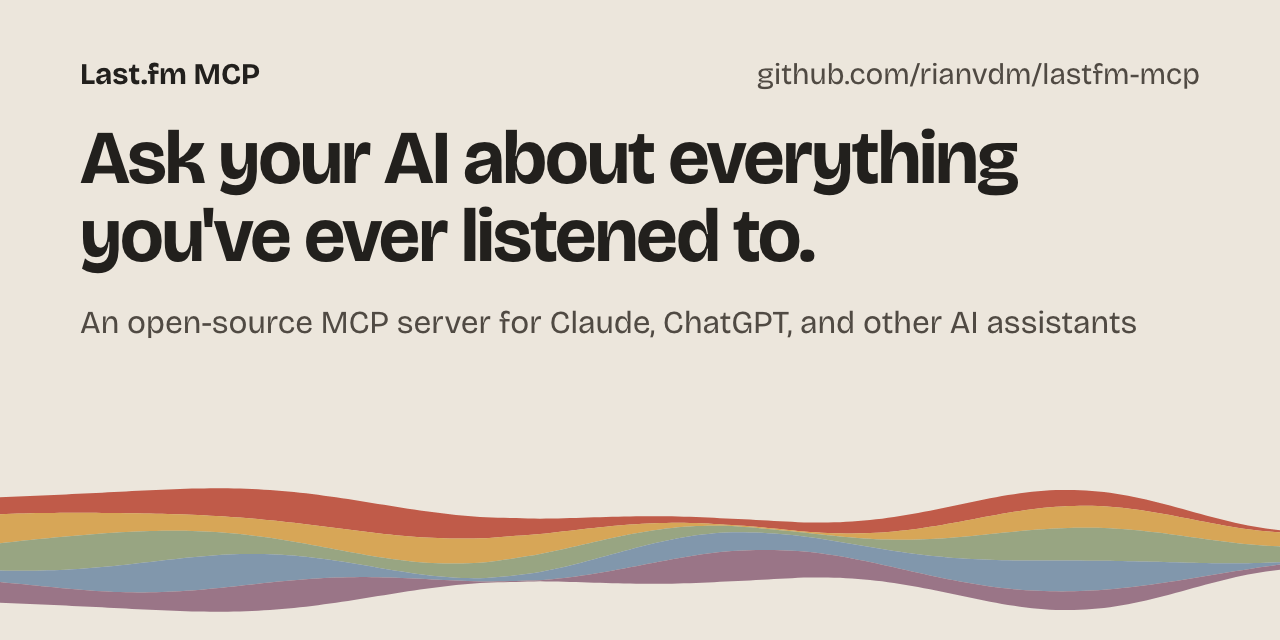 Last.fm MCP
github.com/rianvdm/lastfm-mcp
Ask your AI about everything
you've ever listened to.
An open-source MCP server for Claude, ChatGPT, and other AI assistants